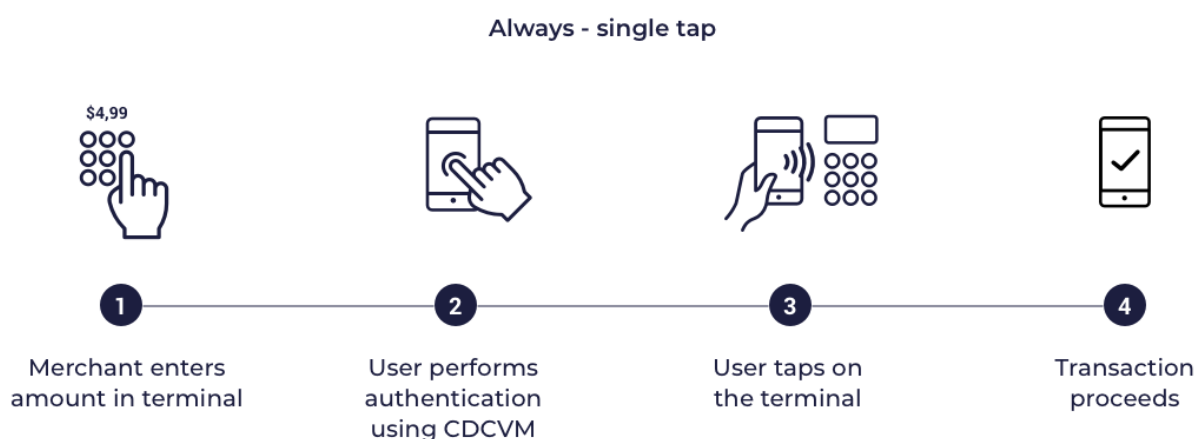 Always - single tap
$4,99
1
2
3
4
Merchant enters
amount in terminal
User performs
authentication
using CDCVM
User taps on
the terminal
Transaction
proceeds